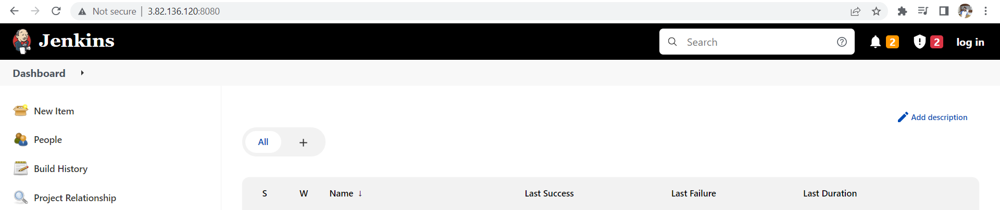 Not secure | 3.82.136.120:8080
Jenkins
Search
2
2
log in
Dashboard
New Item
People
Build History
Project Relationship
Add description
All +
S W Name ↓ Last Success Last Failure Last Duration